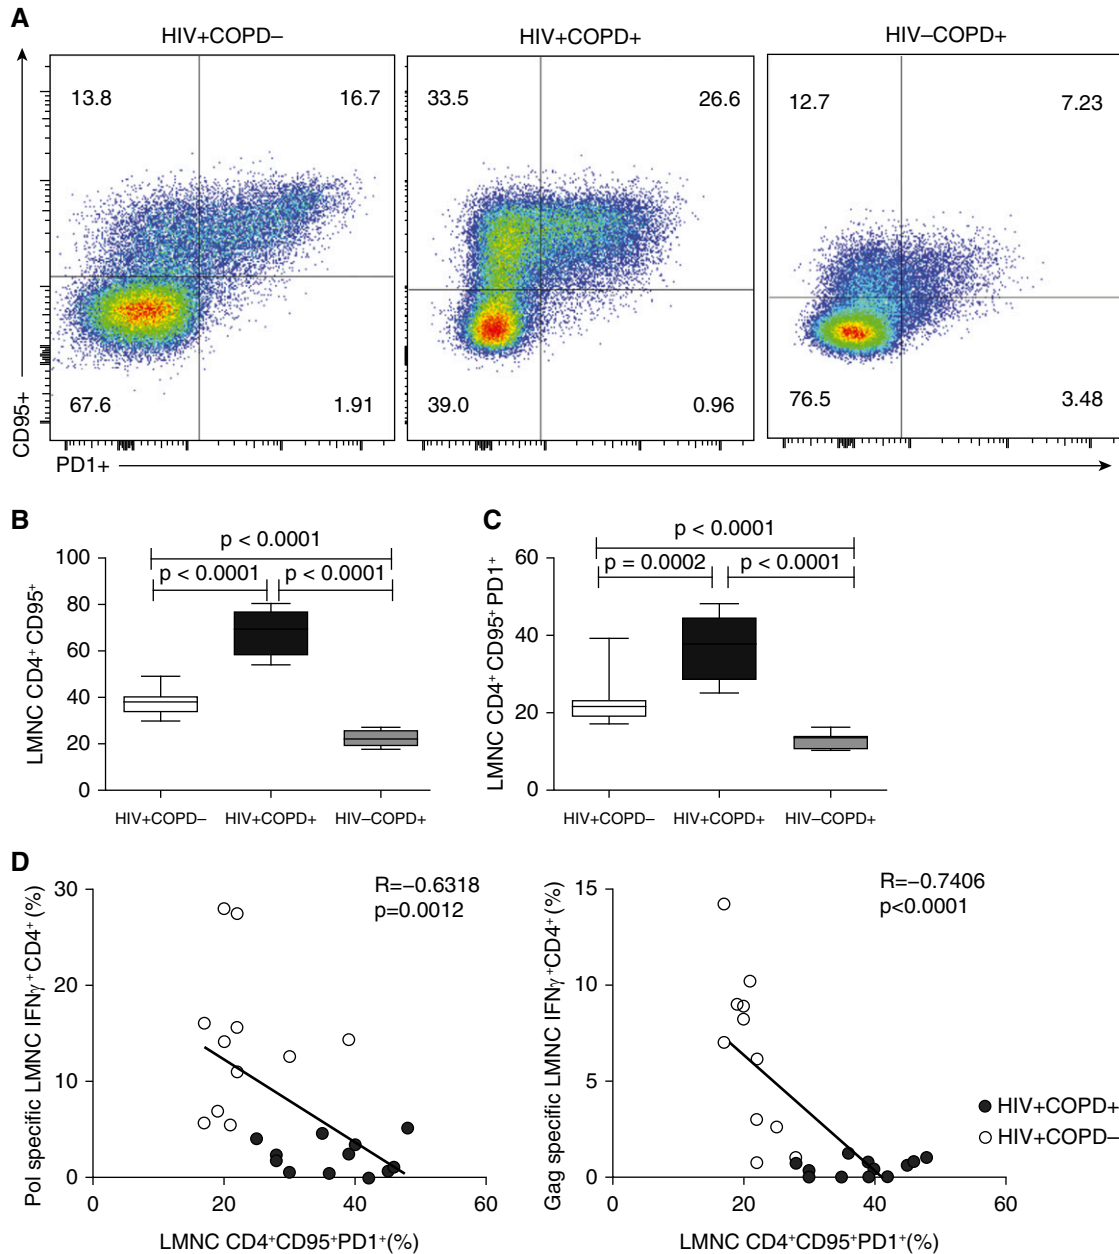 A
HIV+COPD–
HIV+COPD+
HIV–COPD+
13.8
16.7
33.5
26.6
12.7
7.23
67.6
1.91
39.0
0.96
76.5
3.48
CD95+
PD1+
B
p < 0.0001
p < 0.0001
p < 0.0001
100
80
60
40
20
0
LMNC CD4⁺ CD95⁺
HIV+COPD–
HIV+COPD+
HIV–COPD+
C
p < 0.0001
p = 0.0002
p < 0.0001
60
40
20
0
LMNC CD4⁺ CD95⁺ PD1⁺
HIV+COPD–
HIV+COPD+
HIV–COPD+
D
R=–0.6318
p=0.0012
30
20
10
0
Pol specific LMNC IFNγ⁺CD4⁺ (%)
0
20
40
60
LMNC CD4⁺CD95⁺PD1⁺(%)
R=–0.7406
p<0.0001
15
10
5
0
Gag specific LMNC IFNγ⁺CD4⁺ (%)
0
20
40
60
LMNC CD4⁺CD95⁺PD1⁺(%)
HIV+COPD+
HIV+COPD–